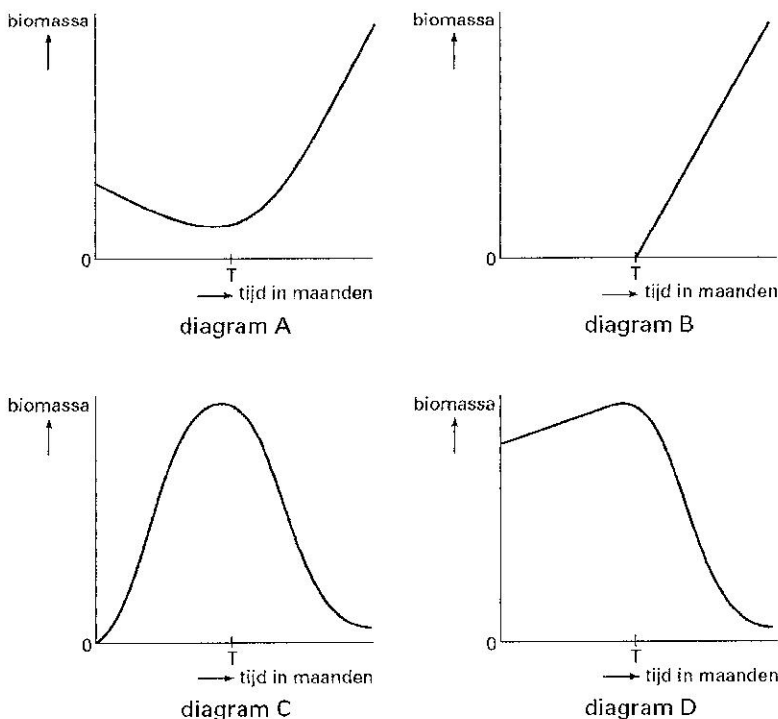 biomassa
0
T
tijd in maanden
diagram A
biomassa
0
T
tijd in maanden
diagram B
biomassa
0
T
tijd in maanden
diagram C
biomassa
0
T
tijd in maanden
diagram D